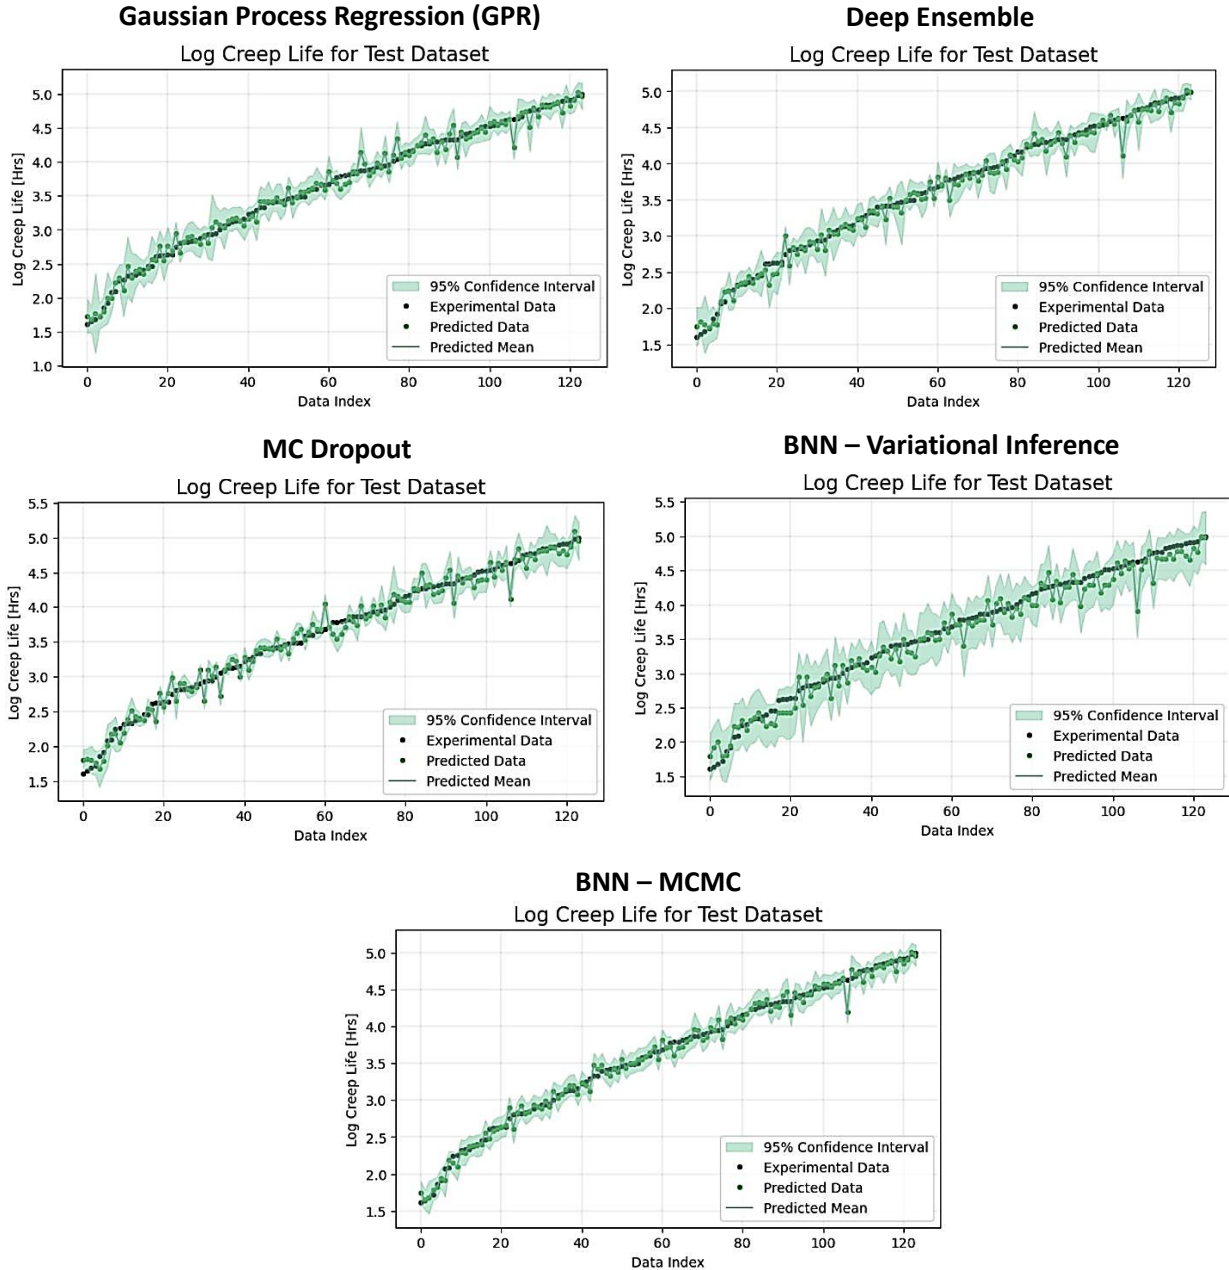 Gaussian Process Regression (GPR)
Log Creep Life for Test Dataset
Log Creep Life [Hrs]
5.0
4.5
4.0
3.5
3.0
2.5
2.0
1.5
1.0
95% Confidence Interval
Experimental Data
Predicted Data
Predicted Mean
0 20 40 60 80 100 120
Data Index
Deep Ensemble
Log Creep Life for Test Dataset
Log Creep Life [Hrs]
5.0
4.5
4.0
3.5
3.0
2.5
2.0
1.5
95% Confidence Interval
Experimental Data
Predicted Data
Predicted Mean
0 20 40 60 80 100 120
Data Index
MC Dropout
Log Creep Life for Test Dataset
Log Creep Life [Hrs]
5.5
5.0
4.5
4.0
3.5
3.0
2.5
2.0
1.5
95% Confidence Interval
Experimental Data
Predicted Data
Predicted Mean
0 20 40 60 80 100 120
Data Index
BNN – Variational Inference
Log Creep Life for Test Dataset
Log Creep Life [Hrs]
5.5
5.0
4.5
4.0
3.5
3.0
2.5
2.0
1.5
95% Confidence Interval
Experimental Data
Predicted Data
Predicted Mean
0 20 40 60 80 100 120
Data Index
BNN – MCMC
Log Creep Life for Test Dataset
Log Creep Life [Hrs]
5.0
4.5
4.0
3.5
3.0
2.5
2.0
1.5
95% Confidence Interval
Experimental Data
Predicted Data
Predicted Mean
0 20 40 60 80 100 120
Data Index